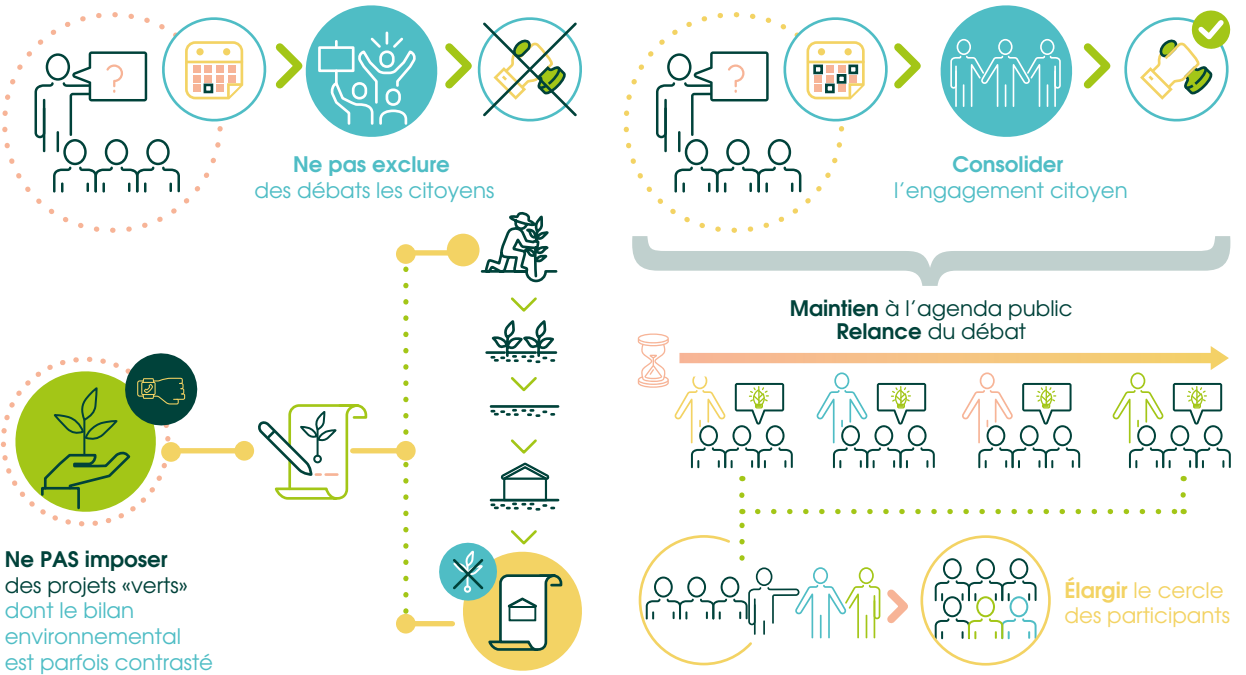 ?
Ne pas exclure
des débats les citoyens
?
Consolider
l'engagement citoyen
Maintien à l'agenda public
Relance du débat
Ne PAS imposer
des projets «verts»
dont le bilan
environnemental
est parfois contrasté
Élargir le cercle
des participants